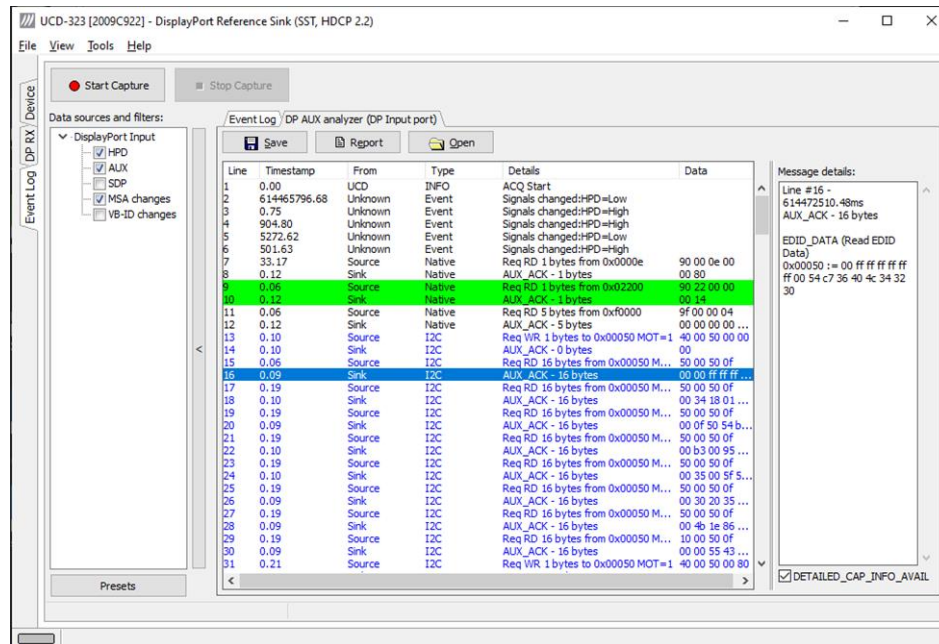 UCD-323 [2009C922] - DisplayPort Reference Sink (SST, HDCP 2.2)
File View Tools Help
Start Capture Stop Capture
Device
DP RX
Event Log
Data sources and filters:
DisplayPort Input
HPD
AUX
SDP
MSA changes
VB-ID changes
Presets
<
Event Log DP AUX analyzer (DP Input port)
Save Report Open
Line Timestamp From Type Details Data
1 0.00 UCD INFO ACQ Start
2 614465796.68 Unknown Event Signals changed:HPD=Low
3 0.75 Unknown Event Signals changed:HPD=High
4 904.80 Unknown Event Signals changed:HPD=High
5 5272.62 Unknown Event Signals changed:HPD=Low
6 501.63 Unknown Event Signals changed:HPD=High
7 33.17 Source Native Req RD 1 bytes from 0x0000e 90 00 0e 00
8 0.12 Sink Native AUX_ACK - 1 bytes 00 80
9 0.06 Source Native Req RD 1 bytes from 0x02200 90 22 00 00
10 0.12 Sink Native AUX_ACK - 1 bytes 00 14
11 0.06 Source Native Req RD 5 bytes from 0xf0000 9f 00 00 04
12 0.12 Sink Native AUX_ACK - 5 bytes 00 00 00 00 ...
13 0.10 Source I2C Req WR 1 bytes to 0x00050 MOT=1 40 00 50 00 00
14 0.10 Sink I2C AUX_ACK - 0 bytes 00
15 0.06 Source I2C Req RD 16 bytes from 0x00050 M... 50 00 50 0f
16 0.09 Sink I2C AUX_ACK - 16 bytes 00 00 ff ff ff ...
17 0.19 Source I2C Req RD 16 bytes from 0x00050 M... 50 00 50 0f
18 0.10 Sink I2C AUX_ACK - 16 bytes 00 34 18 01 ...
19 0.19 Source I2C Req RD 16 bytes from 0x00050 M... 50 00 50 0f
20 0.09 Sink I2C AUX_ACK - 16 bytes 00 0f 50 54 b...
21 0.19 Source I2C Req RD 16 bytes from 0x00050 M... 50 00 50 0f
22 0.10 Sink I2C AUX_ACK - 16 bytes 00 b3 00 95 ...
23 0.19 Source I2C Req RD 16 bytes from 0x00050 M... 50 00 50 0f
24 0.10 Sink I2C AUX_ACK - 16 bytes 00 35 00 5f 5...
25 0.19 Source I2C Req RD 16 bytes from 0x00050 M... 50 00 50 0f
26 0.09 Sink I2C AUX_ACK - 16 bytes 00 30 20 35 ...
27 0.19 Source I2C Req RD 16 bytes from 0x00050 M... 50 00 50 0f
28 0.09 Sink I2C AUX_ACK - 16 bytes 00 4b 1e 86 ...
29 0.19 Source I2C Req RD 16 bytes from 0x00050 M... 10 00 50 0f
30 0.09 Sink I2C AUX_ACK - 16 bytes 00 00 55 43 ...
31 0.21 Source I2C Req WR 1 bytes to 0x00050 MOT=1 40 00 50 00 80
Message details:
Line #16 -
614472510.48ms
AUX_ACK - 16 bytes
EDID_DATA (Read EDID
Data)
0x00050 := 00 ff ff ff ff ff
ff 00 54 c7 36 40 4c 34 32
30
DETAILED_CAP_INFO_AVAIL